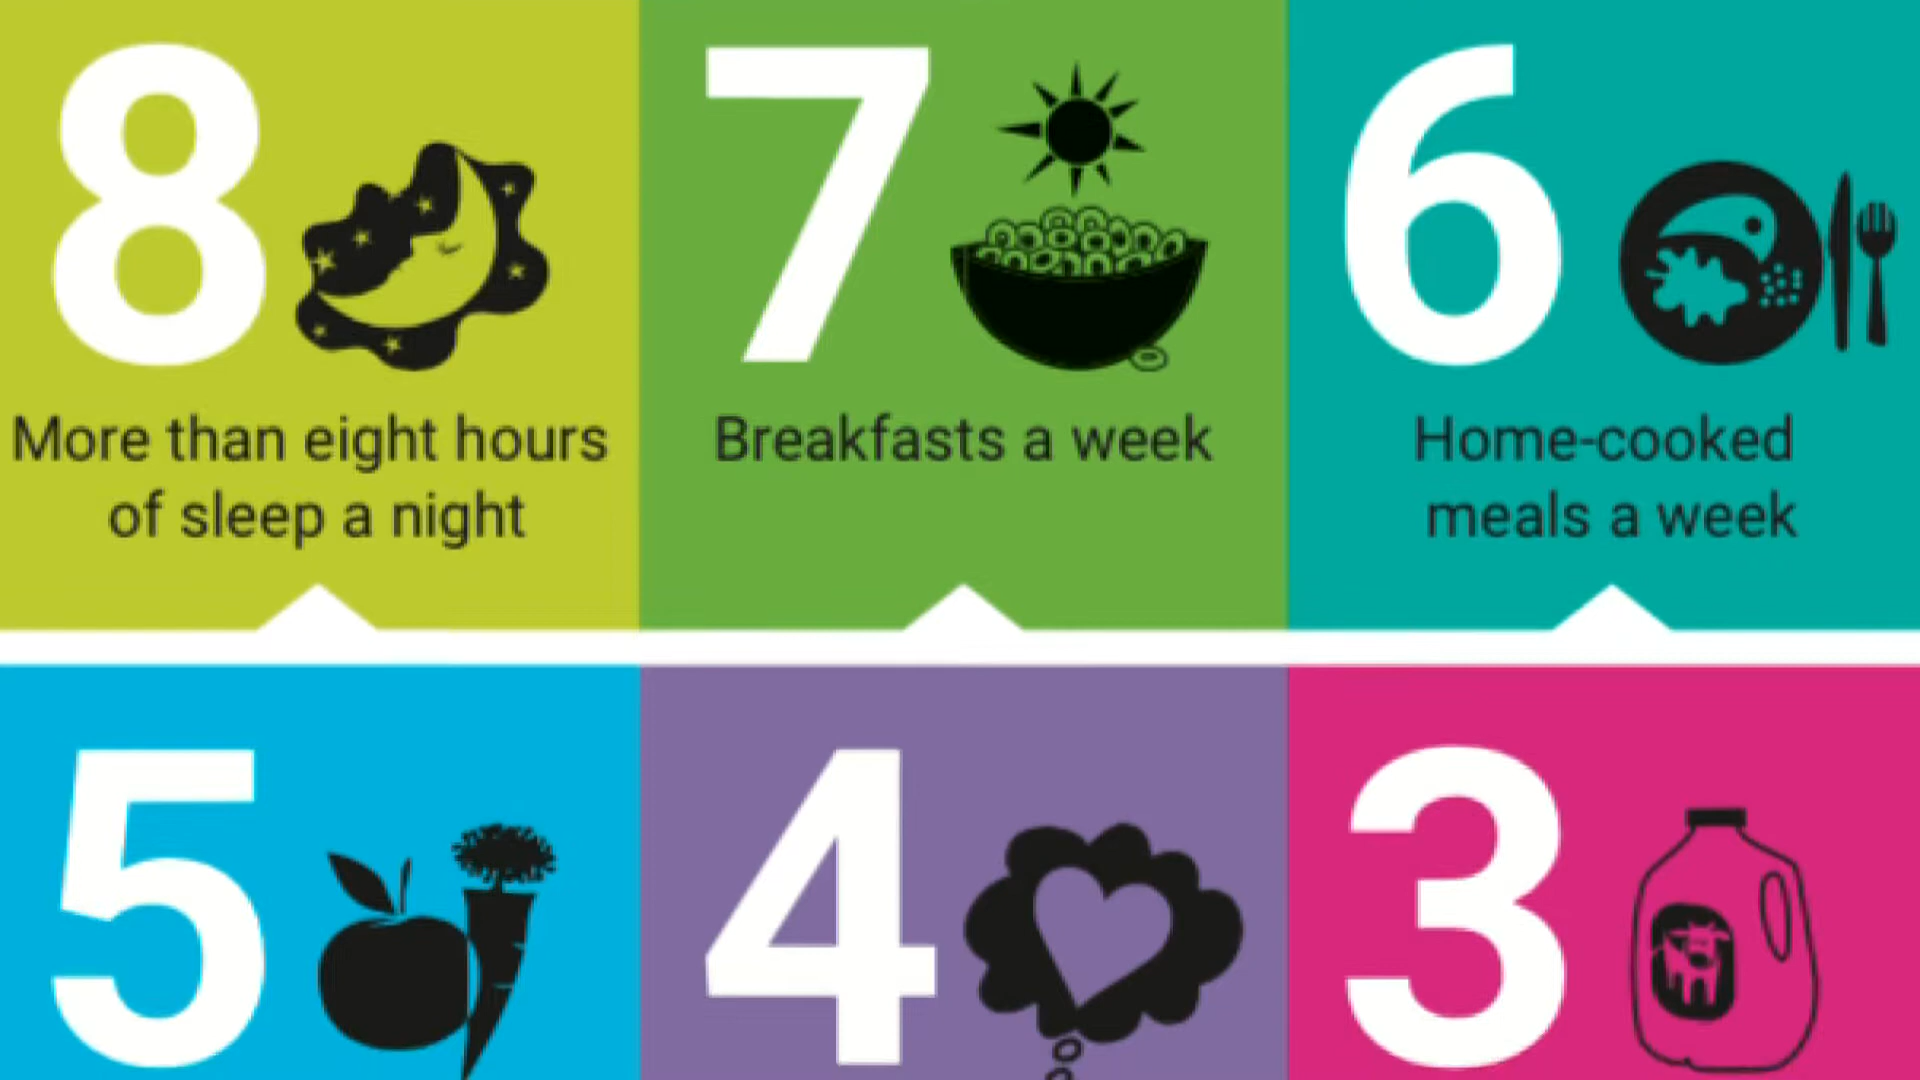 8
More than eight hours
of sleep a night
7
Breakfasts a week
6
Home-cooked
meals a week
5
4
3